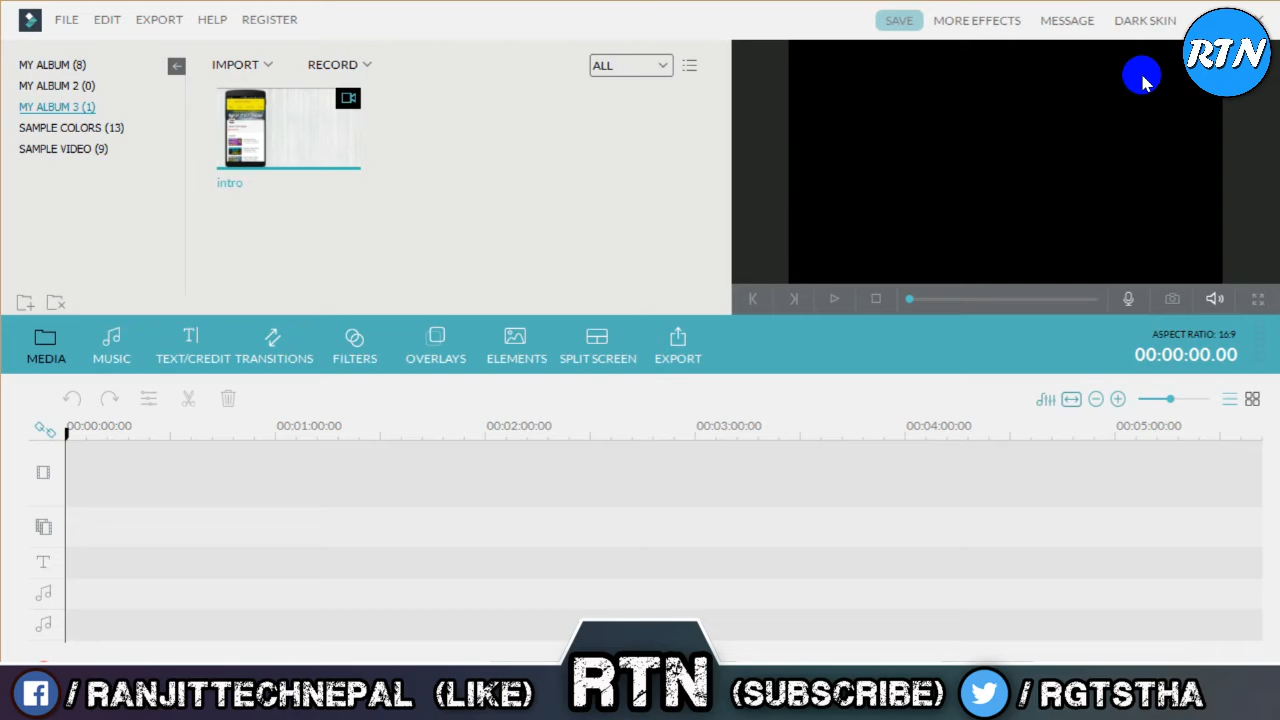 FILE EDIT EXPORT HELP REGISTER SAVE MORE EFFECTS MESSAGE DARK SKIN
RTN
MY ALBUM (8)
MY ALBUM 2 (0)
MY ALBUM 3 (1)
SAMPLE COLORS (13)
SAMPLE VIDEO (9)
IMPORT RECORD ALL
intro
MEDIA MUSIC TEXT/CREDIT TRANSITIONS FILTERS OVERLAYS ELEMENTS SPLIT SCREEN EXPORT
ASPECT RATIO: 16:9
00:00:00.00
00:00:00:00 00:01:00:00 00:02:00:00 00:03:00:00 00:04:00:00 00:05:00:00
/ RANJITTECHNEPAL (LIKE) RTN (SUBSCRIBE) / RGTSTHA